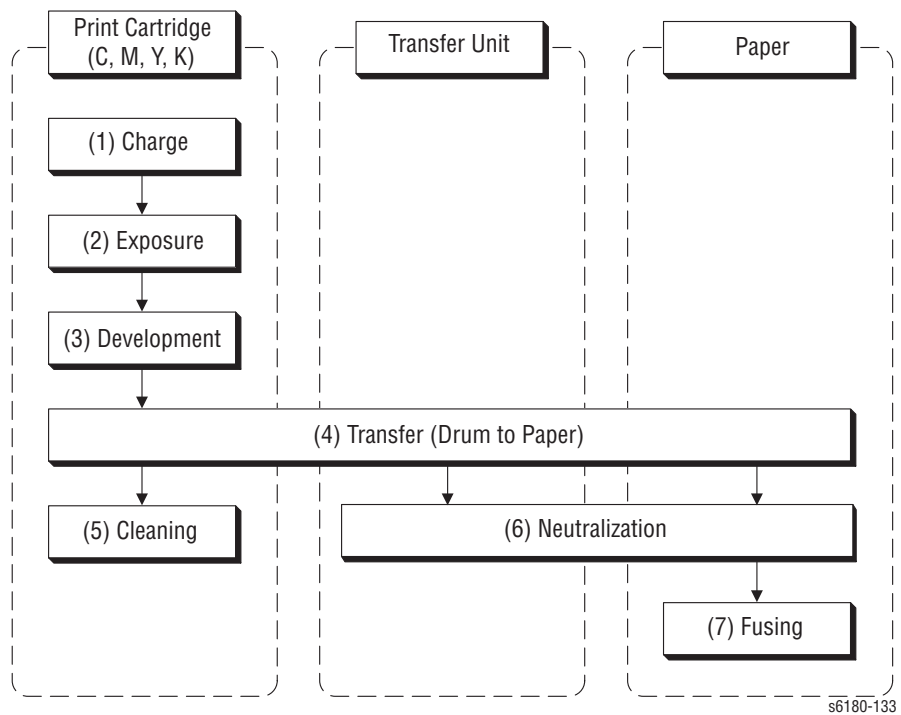 Print Cartridge
(C, M, Y, K)
Transfer Unit
Paper
(1) Charge
(2) Exposure
(3) Development
(4) Transfer (Drum to Paper)
(5) Cleaning
(6) Neutralization
(7) Fusing
s6180-133